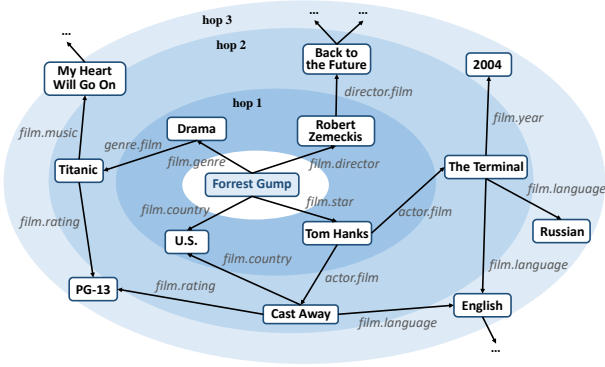 hop 3
...
...
...
hop 2
My Heart
Will Go On
Back to
the Future
2004
director.film
hop 1
film.music
Drama
Robert
Zemeckis
film.year
genre.film
film.genre
film.director
Titanic
The Terminal
Forrest Gump
film.language
film.rating
film.country
film.star
actor.film
U.S.
Tom Hanks
Russian
film.country
actor.film
film.language
PG-13
film.rating
Cast Away
English
film.language
...